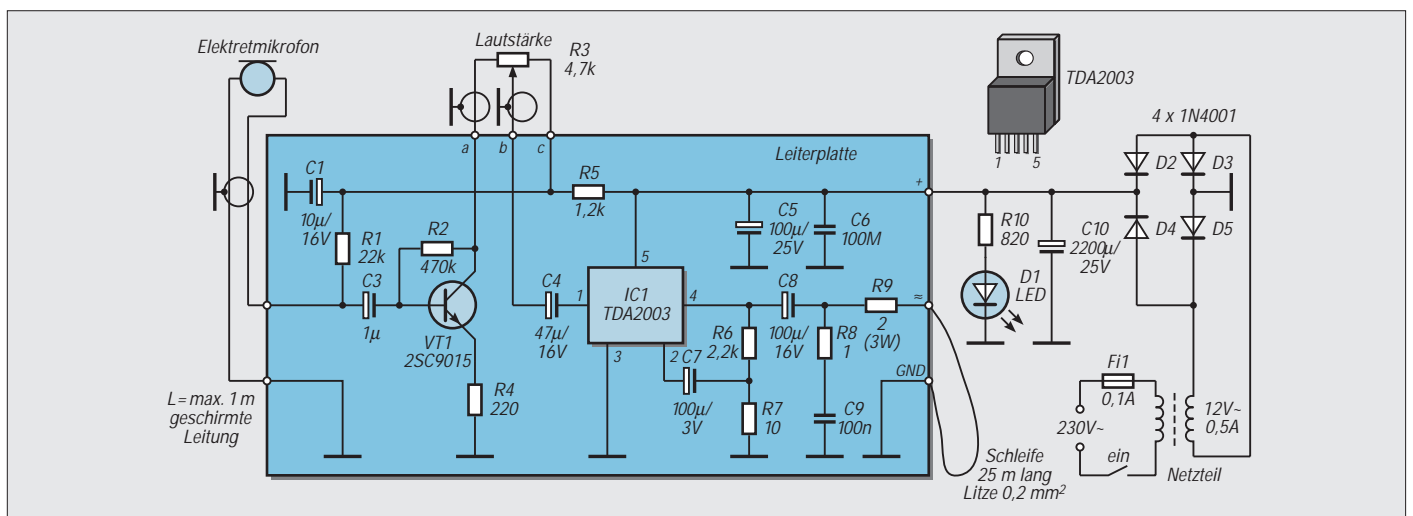 Elektretmikrofon
Lautstärke
R3
4,7k
TDA2003
1 5
4 x 1N4001
a
b
c
Leiterplatte
C1
10µ/
16V
R1
22k
R2
470k
C3
1µ
VT1
2SC9015
R4
220
R5
1,2k
C4
47µ/
16V
5
1
IC1
TDA2003
4
3
2
C5
100µ/
25V
C6
100M
C7
100µ/
3V
R6
2,2k
R7
10
C8
100µ/
16V
R8
1
C9
100n
R9
2
(3W)
+
≈
GND
R10
820
D1
LED
C10
2200µ/
25V
D2
D3
D4
D5
L= max. 1 m
geschirmte
Leitung
Schleife
25 m lang
Litze 0,2 mm²
Fi1
0,1A
230V~
ein
12V~
0,5A
Netzteil